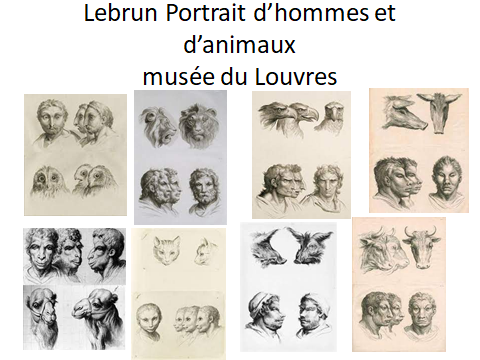 Lebrun Portrait d’hommes et
d’animaux
musée du Louvres